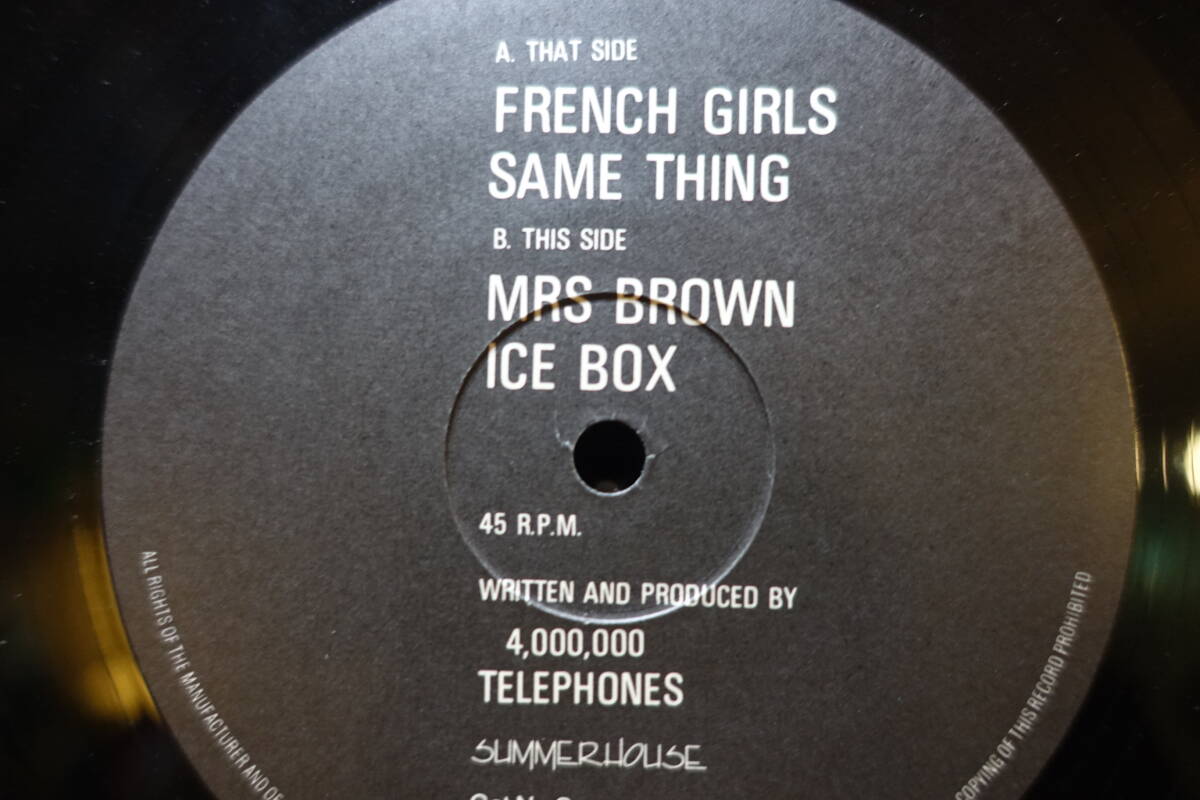 A. THAT SIDE
FRENCH GIRLS
SAME THING
B. THIS SIDE
MRS BROWN
ICE BOX
45 R.P.M.
WRITTEN AND PRODUCED BY
4,000,000
TELEPHONES
SUMMERHOUSE
ALL RIGHTS OF THE MANUFACTURER AND OF
COPYING OF THIS RECORD PROHIBITED